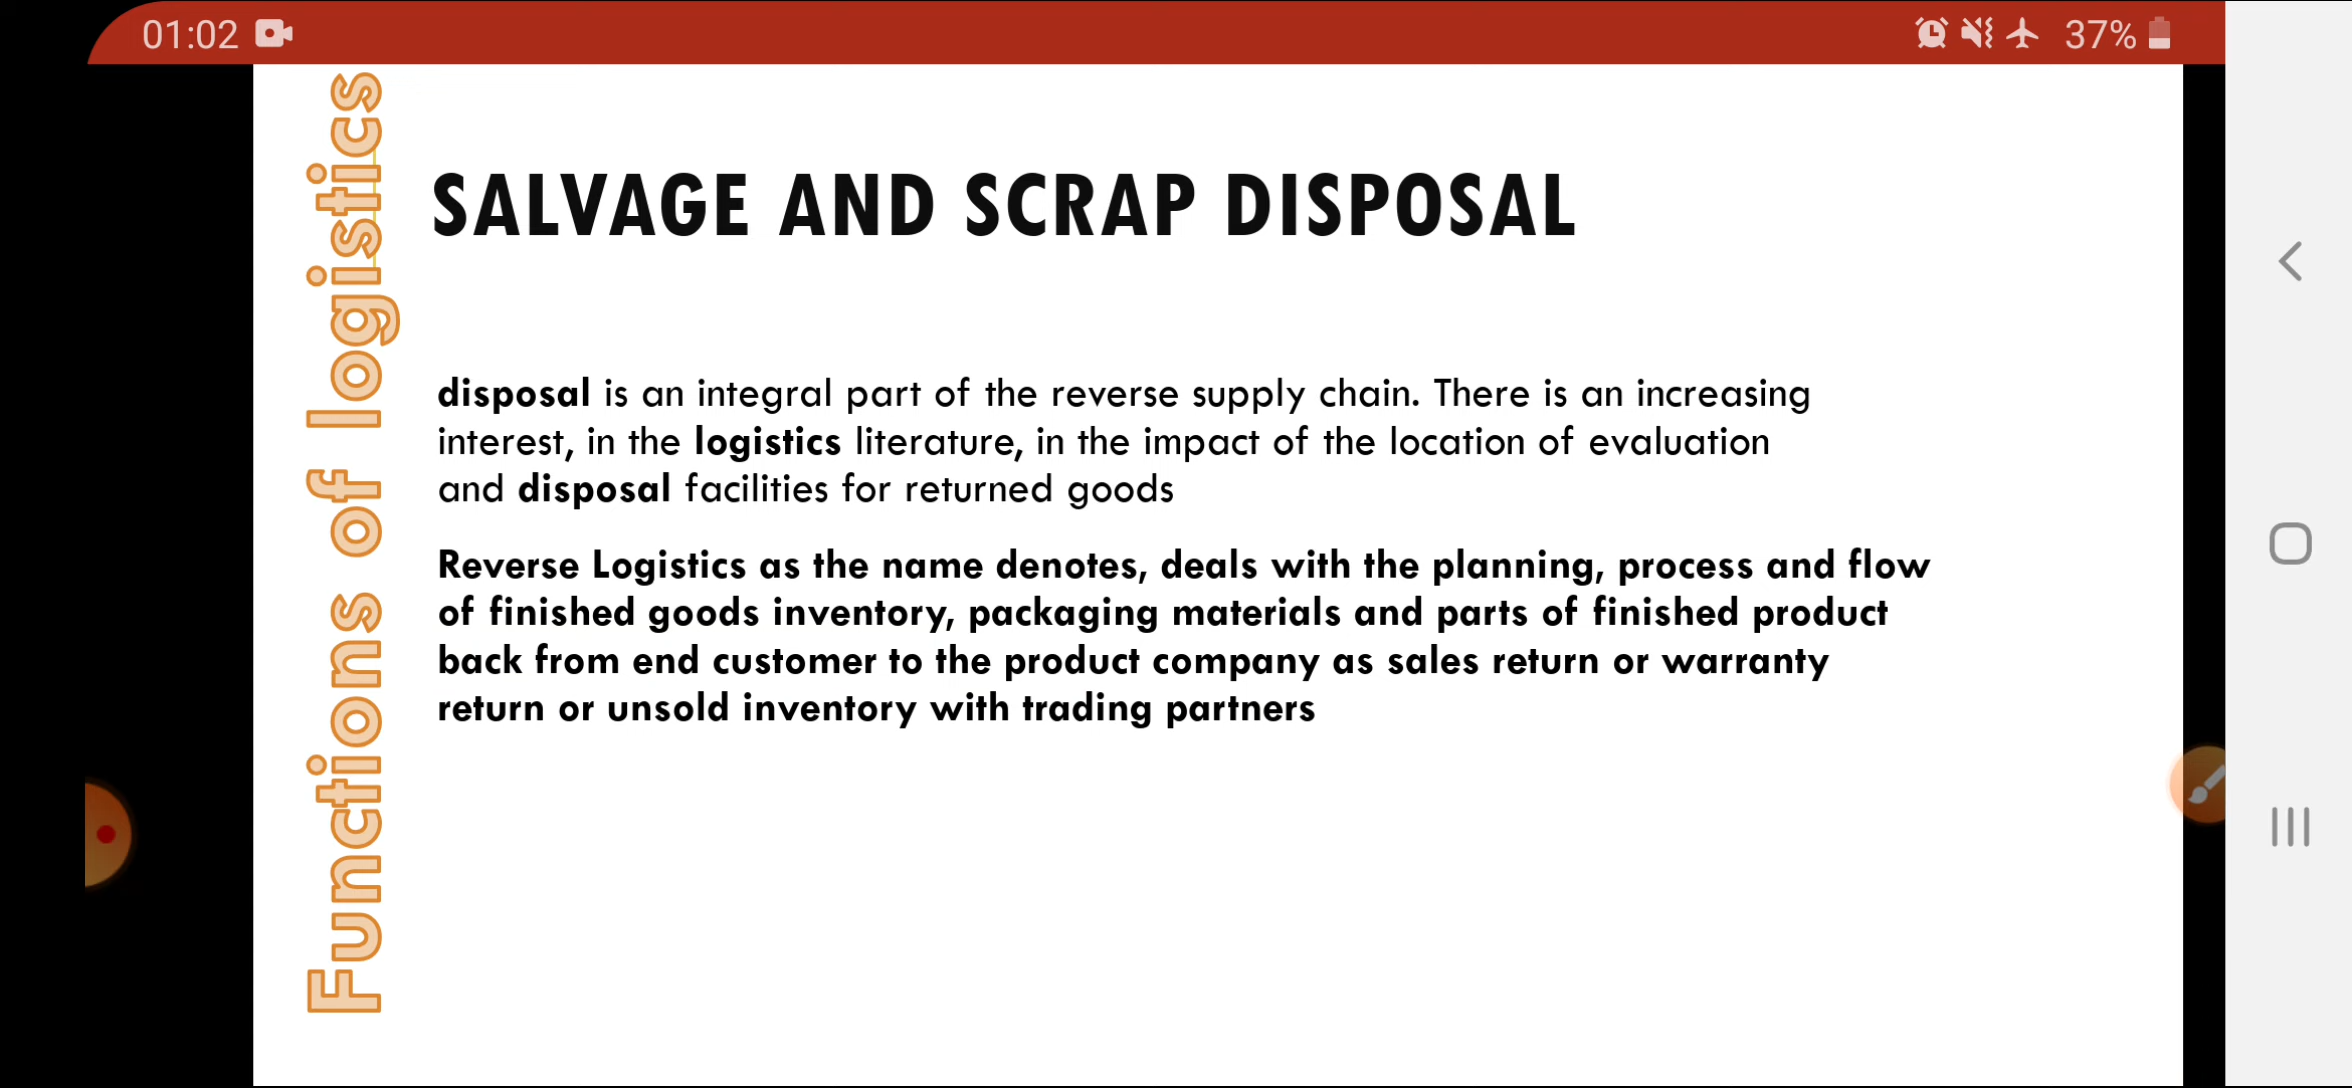 01:02
37%
Functions of logistics
SALVAGE AND SCRAP DISPOSAL
disposal is an integral part of the reverse supply chain. There is an increasing
interest, in the logistics literature, in the impact of the location of evaluation
and disposal facilities for returned goods
Reverse Logistics as the name denotes, deals with the planning, process and flow
of finished goods inventory, packaging materials and parts of finished product
back from end customer to the product company as sales return or warranty
return or unsold inventory with trading partners